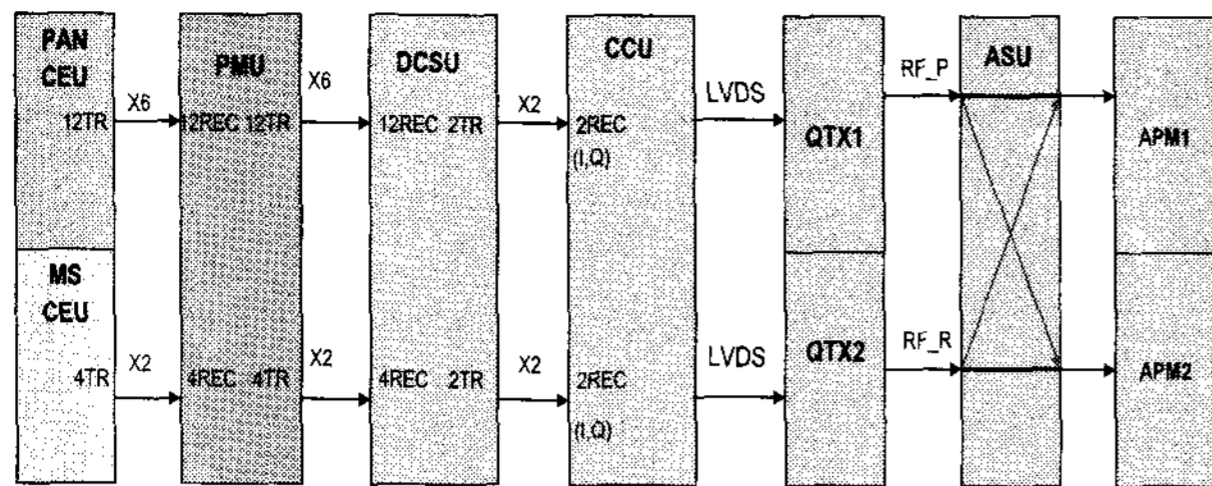 PAN
CEU
12TR
X6
PMU
12REC 12TR
X6
DCSU
12REC 2TR
X2
CCU
2REC
(I,Q)
LVDS
QTX1
RF_P
ASU
APM1
MS
CEU
4TR
X2
4REC 4TR
X2
4REC 2TR
X2
2REC
(I,Q)
LVDS
QTX2
RF_R
APM2